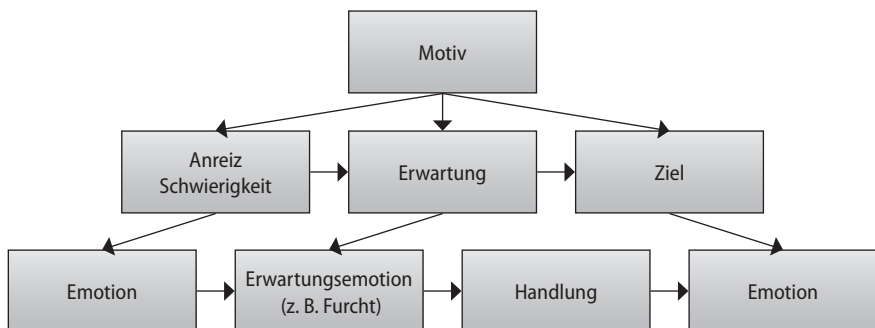 Motiv
Anreiz
Schwierigkeit
Erwartung
Ziel
Emotion
Erwartungsemotion
(z. B. Furcht)
Handlung
Emotion